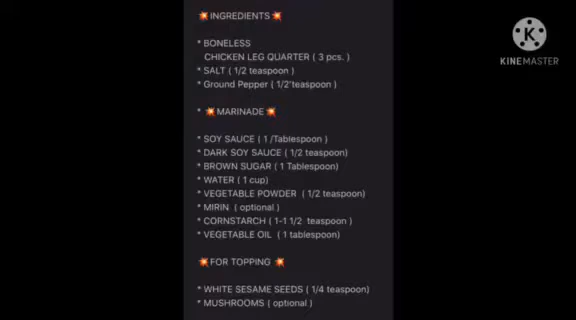 💥INGREDIENTS💥
* BONELESS
CHICKEN LEG QUARTER ( 3 pcs. )
* SALT ( 1/2 teaspoon )
* Ground Pepper ( 1/2'teaspoon )
* 💥MARINADE💥
* SOY SAUCE ( 1 /Tablespoon )
* DARK SOY SAUCE ( 1/2 teaspoon)
* BROWN SUGAR ( 1 Tablespoon)
* WATER ( 1 cup)
* VEGETABLE POWDER ( 1/2 teaspoon)
* MIRIN ( optional )
* CORNSTARCH ( 1-1 1/2 teaspoon )
* VEGETABLE OIL ( 1 tablespoon)
💥FOR TOPPING 💥
* WHITE SESAME SEEDS ( 1/4 teaspoon)
* MUSHROOMS ( optional )
K
KINEMASTER